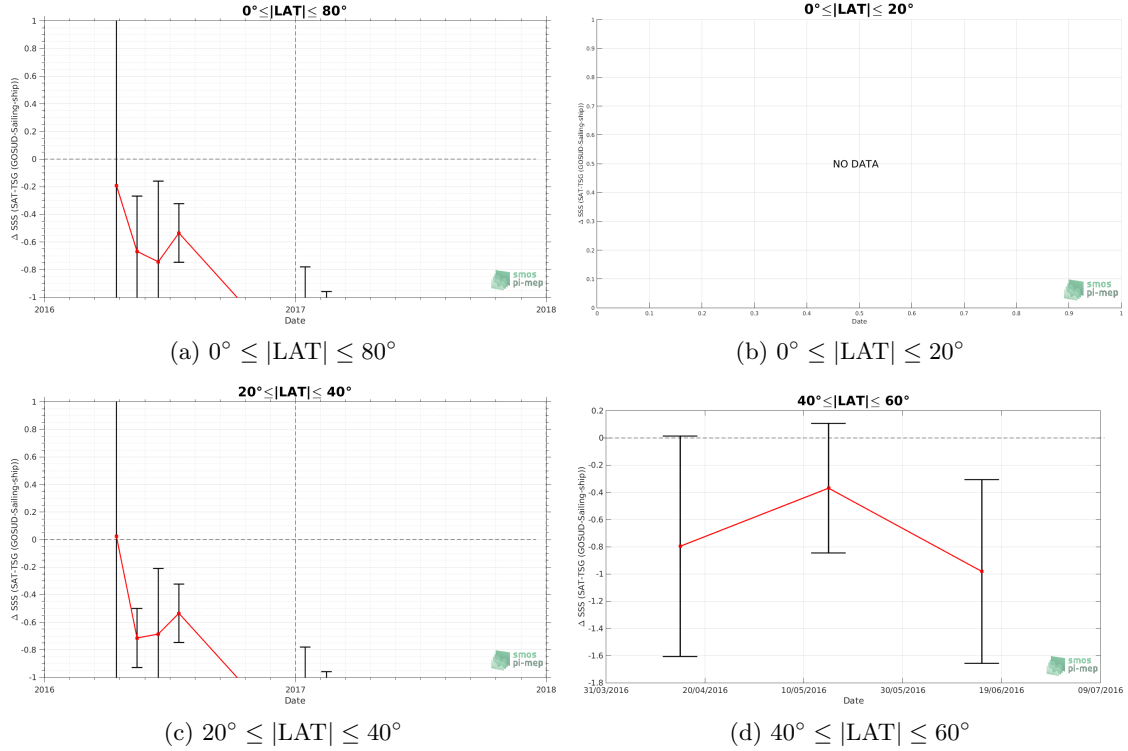 0°≤|LAT|≤ 80°
1
0.8
0.6
0.4
0.2
0
-0.2
-0.4
-0.6
-0.8
-1
Δ SSS (SAT-TSG (GOSUD-Sailing-ship))
2016
2017
2018
Date
smos
pi-mep
(a) 0° ≤ |LAT| ≤ 80°
0°≤|LAT|≤ 20°
1
0.9
0.8
0.7
0.6
0.5
0.4
0.3
0.2
0.1
0
Δ SSS (SAT-TSG (GOSUD-Sailing-ship))
NO DATA
0
0.1
0.2
0.3
0.4
0.5
0.6
0.7
0.8
0.9
1
Date
smos
pi-mep
(b) 0° ≤ |LAT| ≤ 20°
20°≤|LAT|≤ 40°
1
0.8
0.6
0.4
0.2
0
-0.2
-0.4
-0.6
-0.8
-1
Δ SSS (SAT-TSG (GOSUD-Sailing-ship))
2016
2017
2018
Date
smos
pi-mep
(c) 20° ≤ |LAT| ≤ 40°
40°≤|LAT|≤ 60°
0.2
0
-0.2
-0.4
-0.6
-0.8
-1
-1.2
-1.4
-1.6
-1.8
Δ SSS (SAT-TSG (GOSUD-Sailing-ship))
31/03/2016
20/04/2016
10/05/2016
30/05/2016
19/06/2016
09/07/2016
Date
smos
pi-mep
(d) 40° ≤ |LAT| ≤ 60°